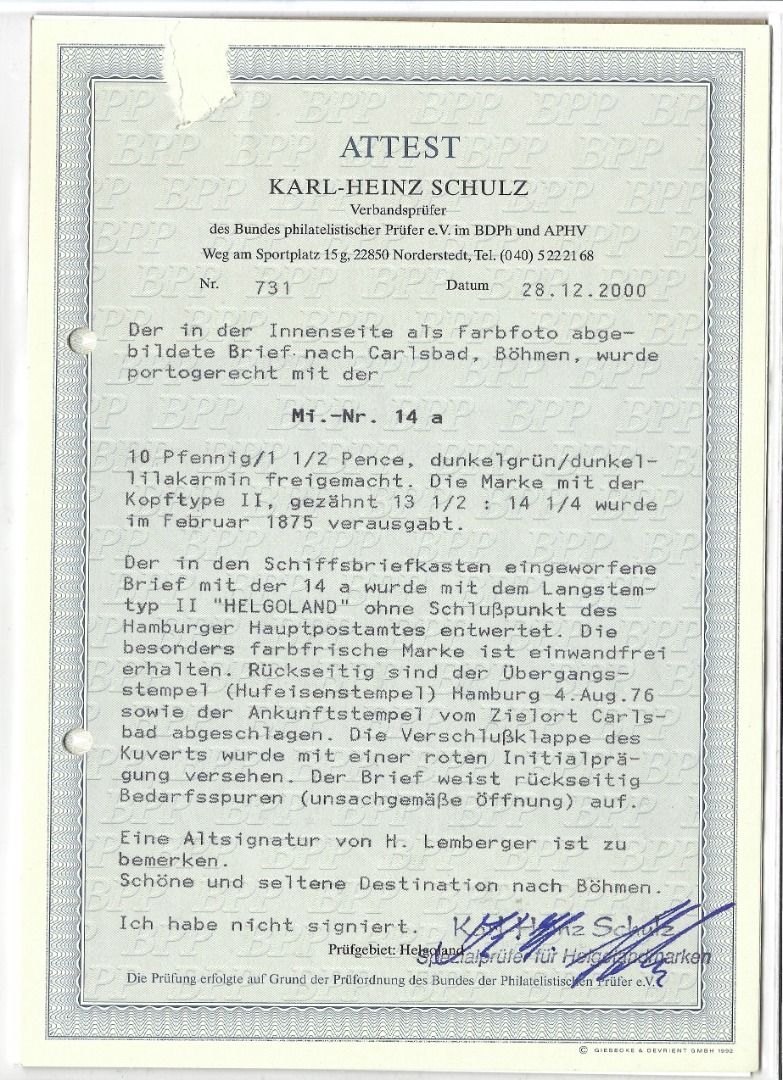 ATTEST
KARL-HEINZ SCHULZ
Verbandsprüfer
des Bundes philatelistischer Prüfer e.V. im BDPh und APHV
Weg am Sportplatz 15 g, 22850 Norderstedt, Tel. (040) 5 22 21 68
Nr. 731 Datum 28.12.2000
Der in der Innenseite als Farbfoto abge-
bildete Brief nach Carlsbad, Böhmen, wurde
portogerecht mit der
Mi.-Nr. 14 a
10 Pfennig/1 1/2 Pence, dunkelgrün/dunkel-
lilakarmin freigemacht. Die Marke mit der
Kopftype II, gezähnt 13 1/2 : 14 1/4 wurde
im Februar 1875 verausgabt.
Der in den Schiffsbriefkasten eingeworfene
Brief mit der 14 a wurde mit dem Langstem-
typ II "HELGOLAND" ohne Schlußpunkt des
Hamburger Hauptpostamtes entwertet. Die
besonders farbfrische Marke ist einwandfrei
erhalten. Rückseitig sind der Übergangs-
stempel (Hufeisenstempel) Hamburg 4.Aug.76
sowie der Ankunftstempel vom Zielort Carls-
bad abgeschlagen. Die Verschlußklappe des
Kuverts wurde mit einer roten Initialprä-
gung versehen. Der Brief weist rückseitig
Bedarfsspuren (unsachgemäße Öffnung) auf.
Eine Altsignatur von H. Lemberger ist zu
bemerken.
Schöne und seltene Destination nach Böhmen.
Ich habe nicht signiert. Karl Heinz Schulz
Prüfgebiet: Helgoland
Spezialprüfer für Helgolandmarken
Die Prüfung erfolgte auf Grund der Prüfordnung des Bundes der Philatelistischen Prüfer e.V.
© GIESECKE & DEVRIENT GMBH 1992